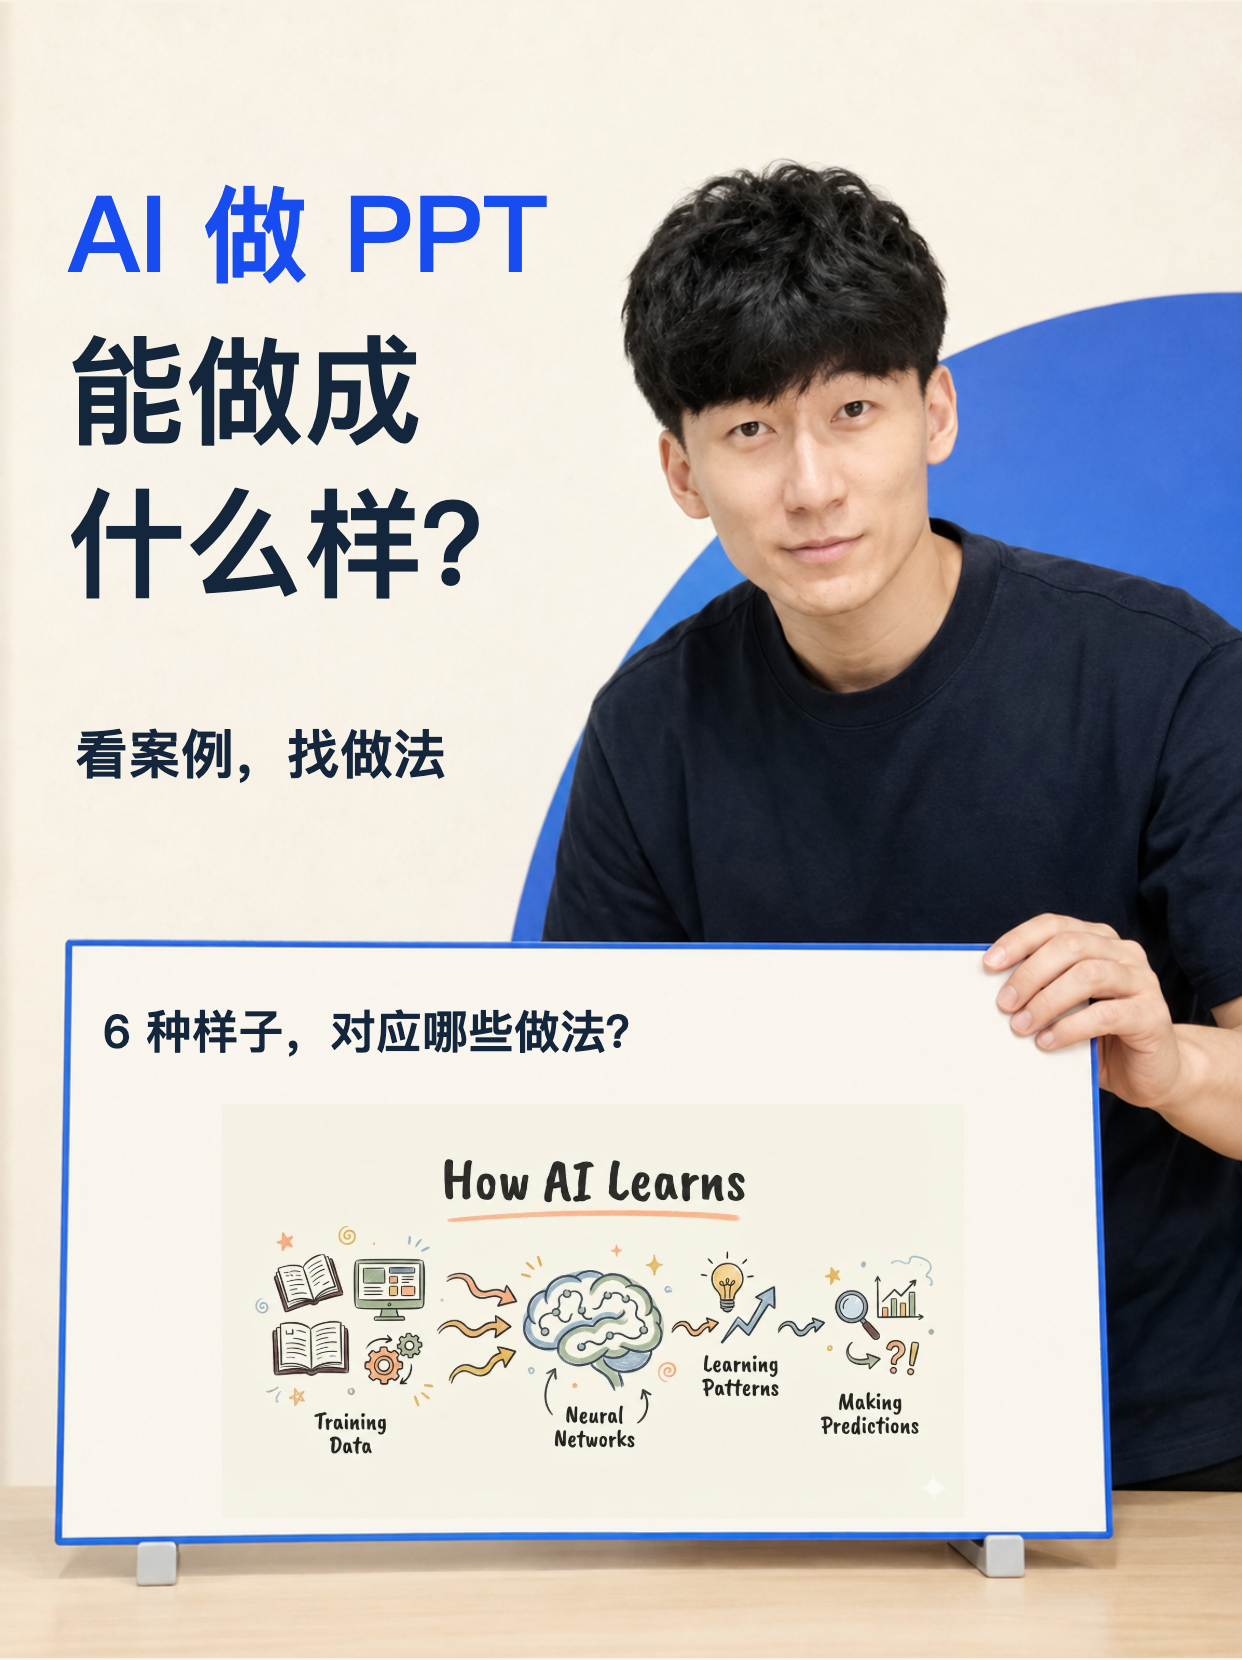 AI 做 PPT
能做成
什么样?
看案例，找做法
6 种样子，对应哪些做法?
How AI Learns
Training
Data
Neural
Networks
Learning
Patterns
Making
Predictions
?!